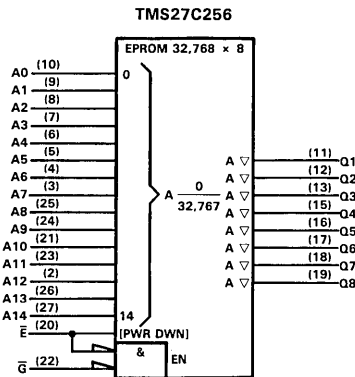 TMS27C256
EPROM 32,768 × 8
A0 (10) 0
A1 (9)
A2 (8)
A3 (7)
A4 (6)
A5 (5)
A6 (4)
A7 (3)
A8 (25)
A9 (24)
A10 (21)
A11 (23)
A12 (2)
A13 (26)
A14 (27) 14
A 0/32,767
A ▽ (11) Q1
A ▽ (12) Q2
A ▽ (13) Q3
A ▽ (15) Q4
A ▽ (16) Q5
A ▽ (17) Q6
A ▽ (18) Q7
A ▽ (19) Q8
E̅ (20) [PWR DWN]
& EN
G̅ (22)